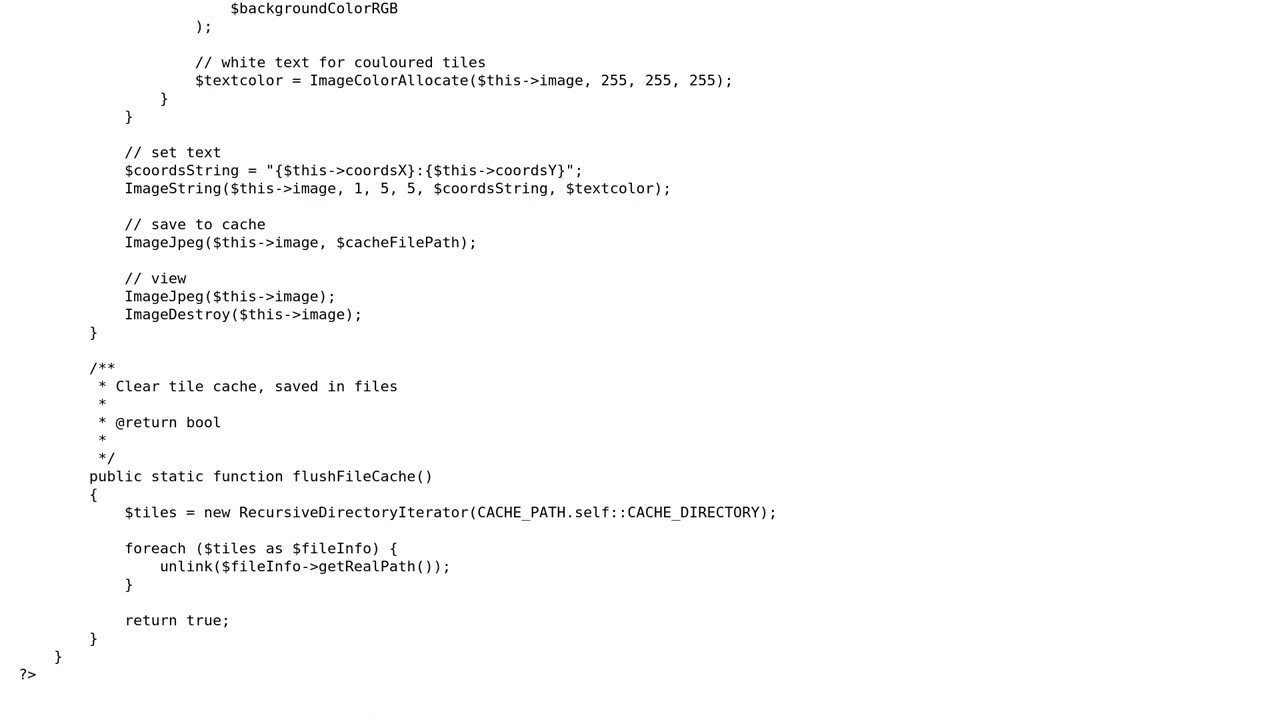 $backgroundColorRGB
);
// white text for couloured tiles
$textcolor = ImageColorAllocate($this->image, 255, 255, 255);
}
}
// set text
$coordsString = "{$this->coordsX}:{$this->coordsY}";
ImageString($this->image, 1, 5, 5, $coordsString, $textcolor);
// save to cache
ImageJpeg($this->image, $cacheFilePath);
// view
ImageJpeg($this->image);
ImageDestroy($this->image);
}
/**
* Clear tile cache, saved in files
*
* @return bool
*
*/
public static function flushFileCache()
{
$tiles = new RecursiveDirectoryIterator(CACHE_PATH.self::CACHE_DIRECTORY);
foreach ($tiles as $fileInfo) {
unlink($fileInfo->getRealPath());
}
return true;
}
}
?>